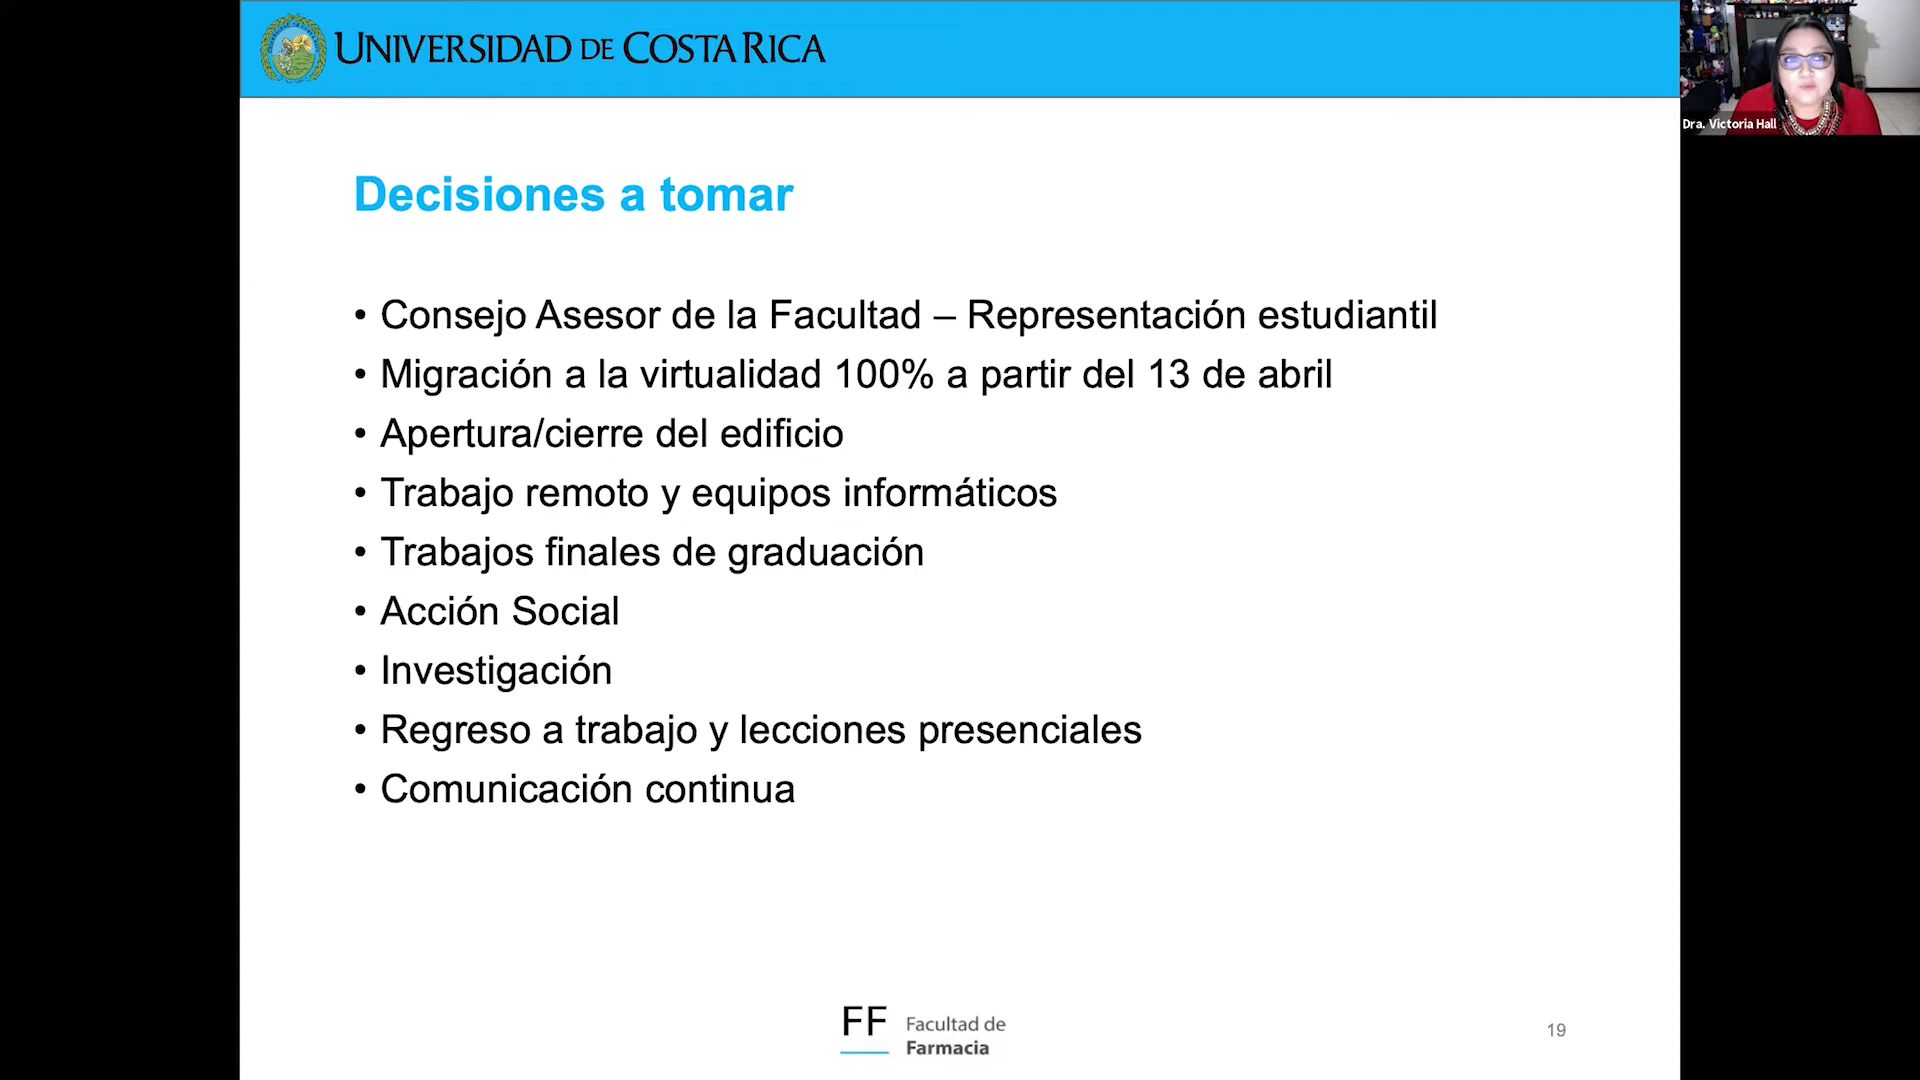 UNIVERSIDAD DE COSTA RICA
Dra. Victoria Hall
Decisiones a tomar
• Consejo Asesor de la Facultad – Representación estudiantil
• Migración a la virtualidad 100% a partir del 13 de abril
• Apertura/cierre del edificio
• Trabajo remoto y equipos informáticos
• Trabajos finales de graduación
• Acción Social
• Investigación
• Regreso a trabajo y lecciones presenciales
• Comunicación continua
FF Facultad de
Farmacia
19